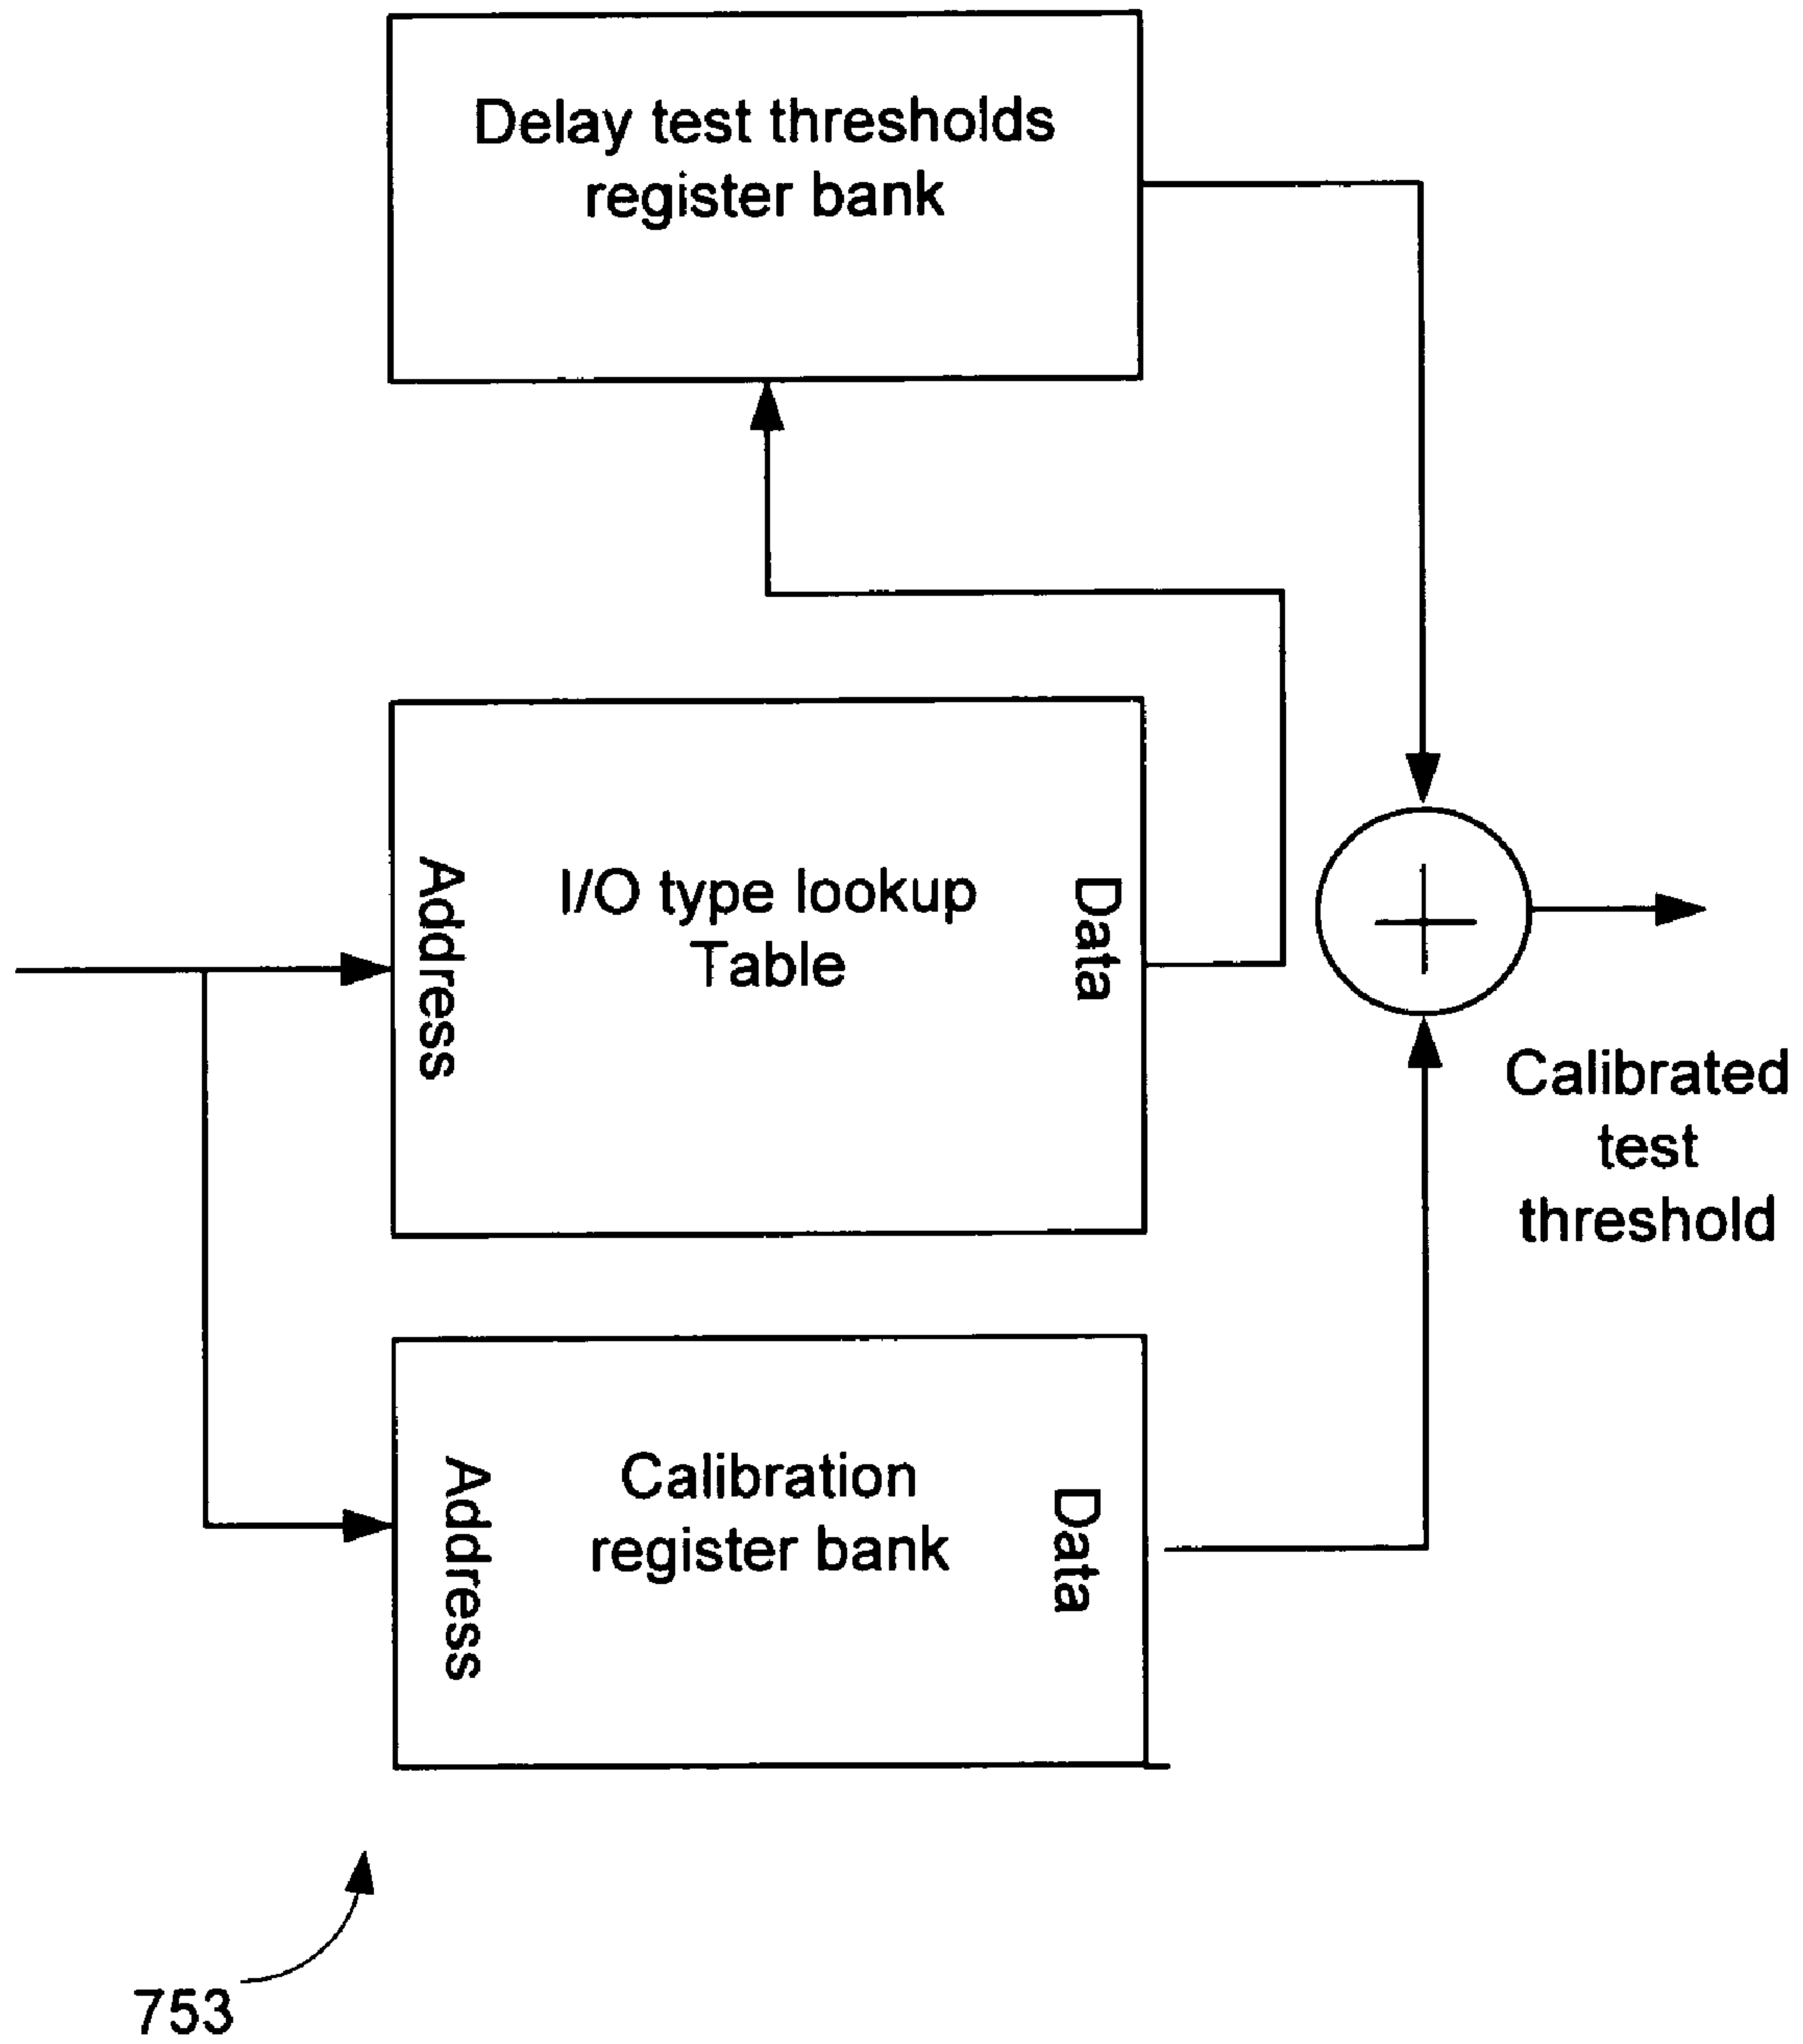 Delay test thresholds
register bank
Address
I/O type lookup
Table
Data
Calibrated
test
threshold
Address
Calibration
register bank
Data
753